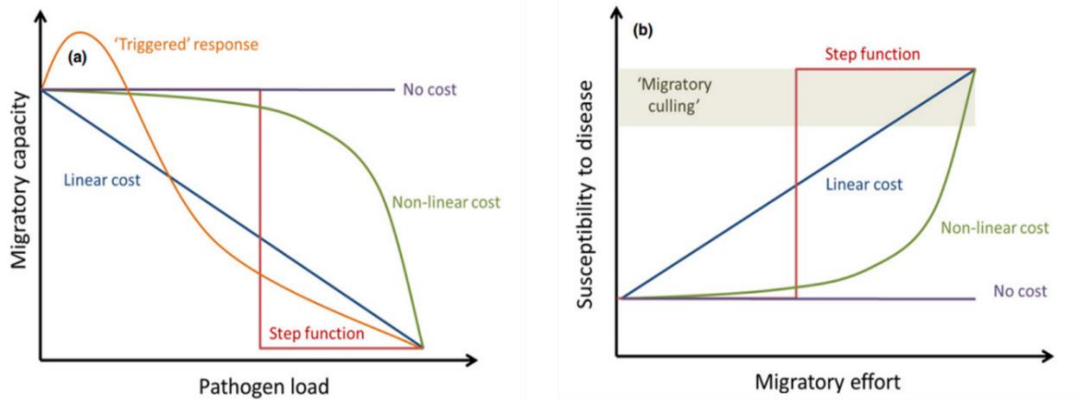 (a)
'Triggered' response
No cost
Linear cost
Non-linear cost
Step function
Migratory capacity
Pathogen load
(b)
Step function
'Migratory
culling'
Linear cost
Non-linear cost
No cost
Susceptibility to disease
Migratory effort